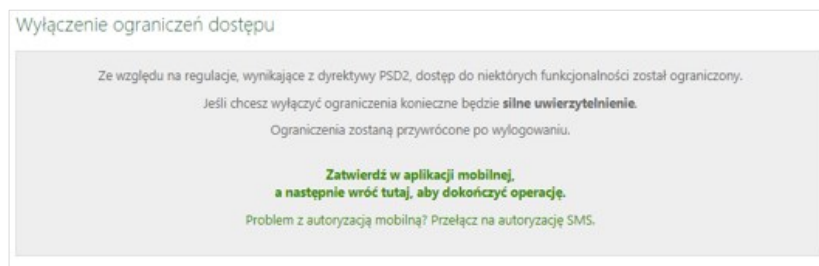 Wyłączenie ograniczeń dostępu
Ze względu na regulacje, wynikające z dyrektywy PSD2, dostęp do niektórych funkcjonalności został ograniczony.
Jeśli chcesz wyłączyć ograniczenia konieczne będzie silne uwierzytelnienie.
Ograniczenia zostaną przywrócone po wylogowaniu.
Zatwierdź w aplikacji mobilnej,
a następnie wróć tutaj, aby dokończyć operację.
Problem z autoryzacją mobilną? Przełącz na autoryzację SMS.